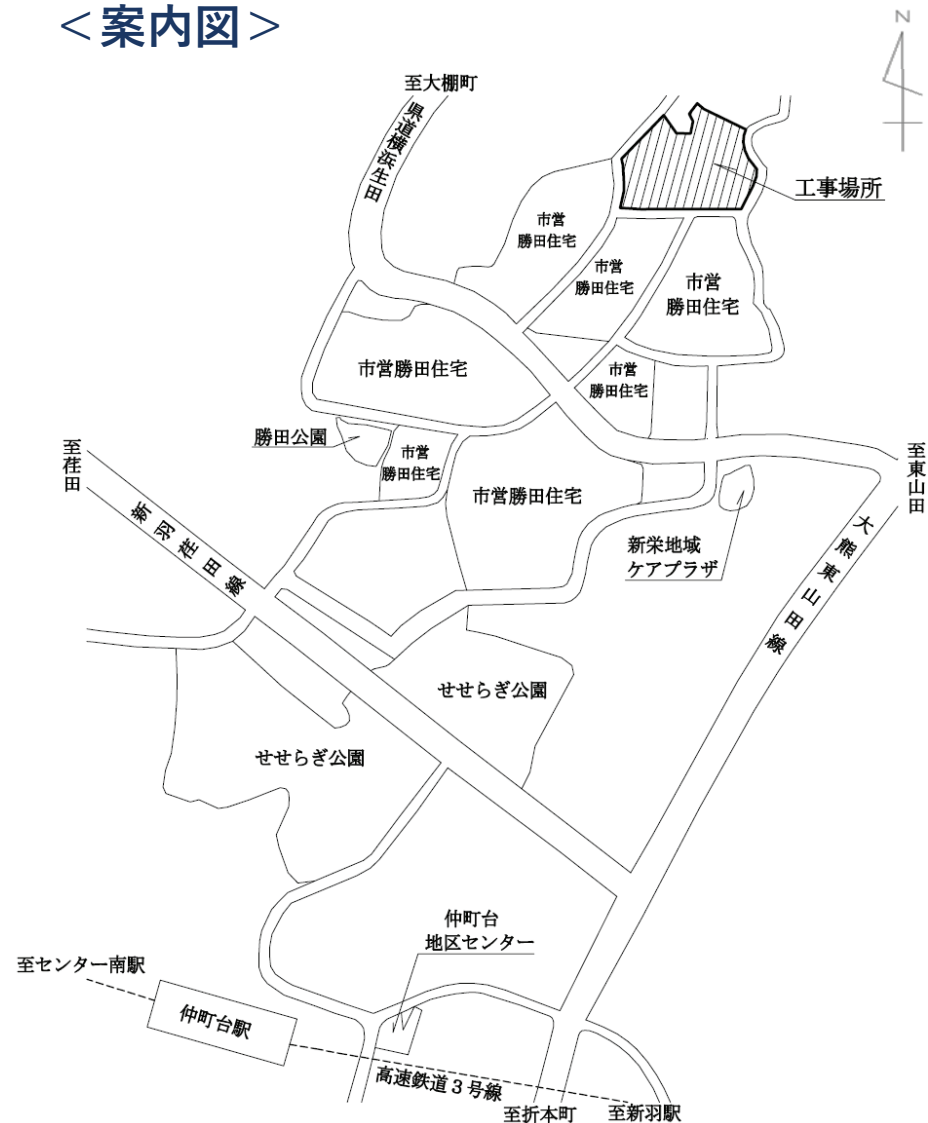 ＜案内図＞
N
至大棚町
県道横浜生田
工事場所
市営
勝田住宅
市営
勝田住宅
市営
勝田住宅
市営勝田住宅
市営
勝田住宅
勝田公園
市営
勝田住宅
至荏田
至東山田
市営勝田住宅
新羽荏田線
大熊東山田線
新栄地域
ケアプラザ
せせらぎ公園
せせらぎ公園
仲町台
地区センター
至センター南駅
仲町台駅
高速鉄道３号線
至折本町
至新羽駅